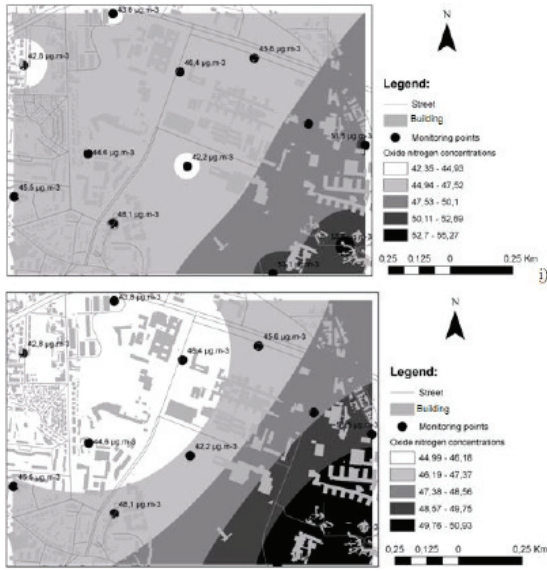 43,8 µg.m-3
42,8 µg.m-3
45,6 µg.m-3
46,4 µg.m-3
44,6 µg.m-3
42,2 µg.m-3
45,5 µg.m-3
48,1 µg.m-3
N
Legend:
Street
Building
Monitoring points
Oxide nitrogen concentrations
42,35 - 44,93
44,94 - 47,52
47,53 - 50,1
50,11 - 52,69
52,7 - 55,27
0,25 0,125 0 0,25 Km
i)
43,8 µg.m-3
42,8 µg.m-3
45,6 µg.m-3
46,4 µg.m-3
44,6 µg.m-3
42,2 µg.m-3
45,5 µg.m-3
48,1 µg.m-3
N
Legend:
Street
Building
Monitoring points
Oxide nitrogen concentrations
44,99 - 46,18
46,19 - 47,37
47,38 - 48,56
48,57 - 49,75
49,76 - 50,93
0,25 0,125 0 0,25 Km